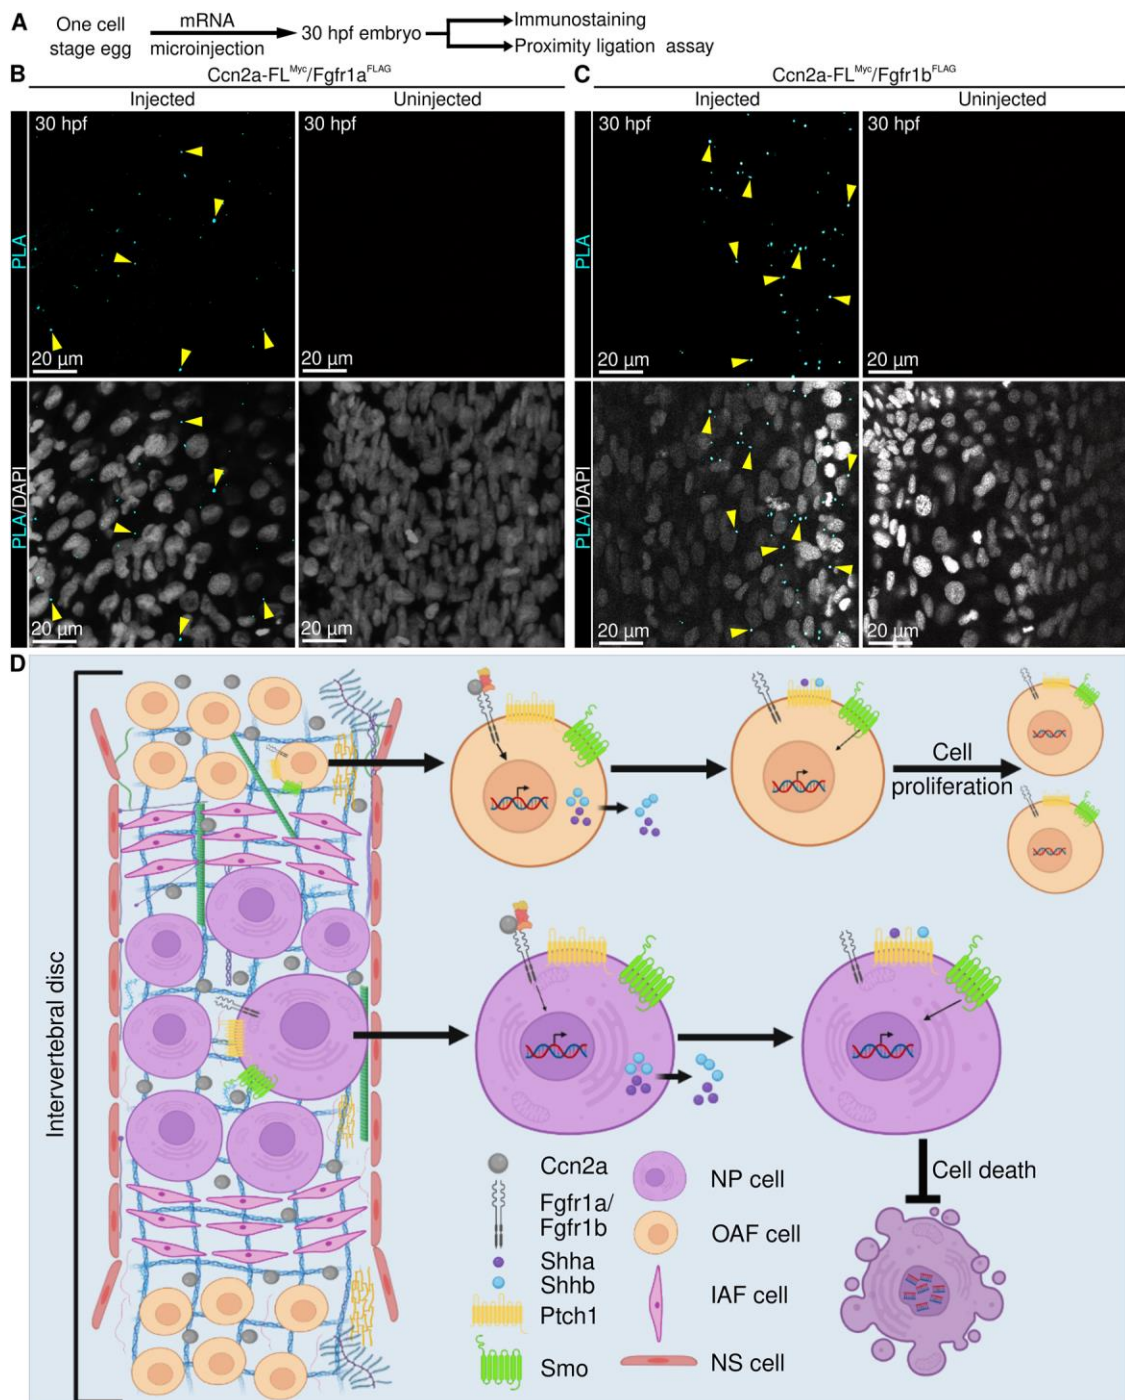 A
One cell
stage egg
mRNA
microinjection
30 hpf embryo
Immunostaining
Proximity ligation assay
B
Ccn2a-FLMyc/Fgfr1aFLAG
Injected
Uninjected
PLA
30 hpf
20 μm
30 hpf
20 μm
PLA/DAPI
20 μm
20 μm
C
Ccn2a-FLMyc/Fgfr1bFLAG
Injected
Uninjected
PLA
30 hpf
20 μm
30 hpf
20 μm
PLA/DAPI
20 μm
20 μm
D
Intervertebral disc
Cell
proliferation
Cell death
Ccn2a
Fgfr1a/
Fgfr1b
Shha
Shhb
Ptch1
Smo
NP cell
OAF cell
IAF cell
NS cell